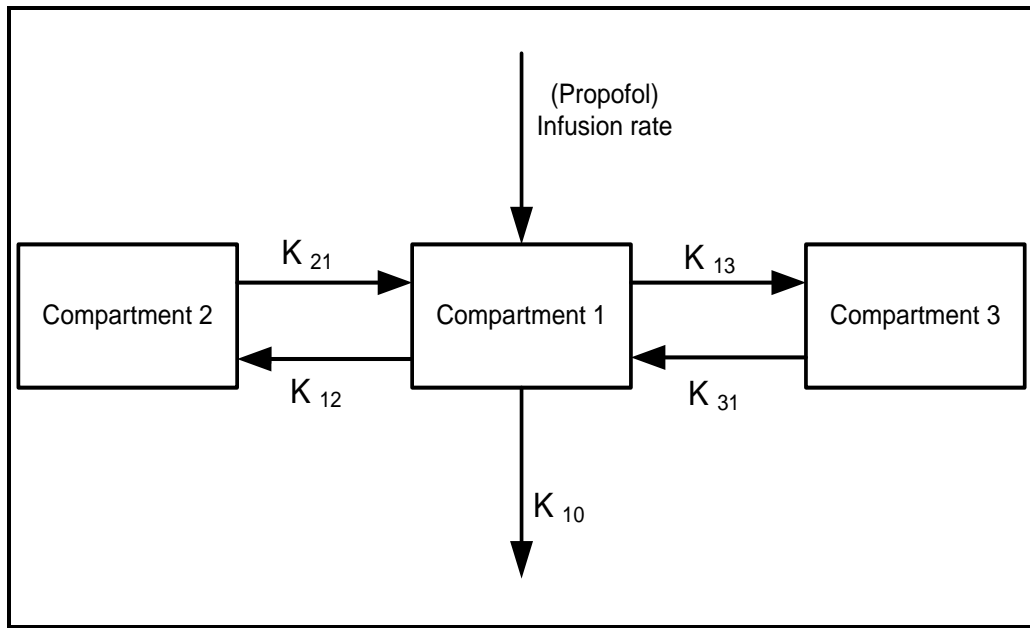 (Propofol)
Infusion rate
K 21
K 13
Compartment 2
Compartment 1
Compartment 3
K 12
K 31
K 10